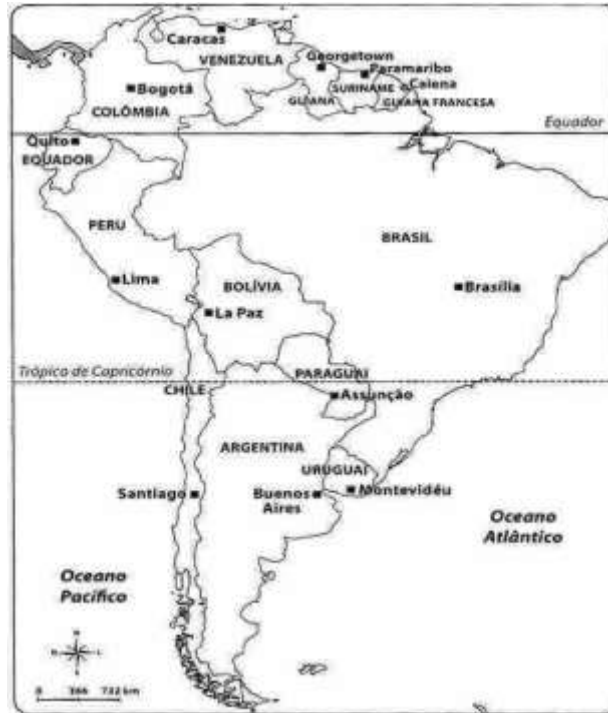 Caracas
VENEZUELA
Georgetown
Paramaribo
Caiena
SURINAME
GUIANA
GUIANA FRANCESA
Bogotá
COLÔMBIA
Equador
Quito
EQUADOR
PERU
BRASIL
Lima
BOLÍVIA
Brasília
La Paz
Trópico de Capricórnio
PARAGUAI
CHILE
Assunção
ARGENTINA
URUGUAI
Santiago
Buenos
Aires
Montevidéu
Oceano
Atlântico
Oceano
Pacífico
N
L
S
0 366 732 km